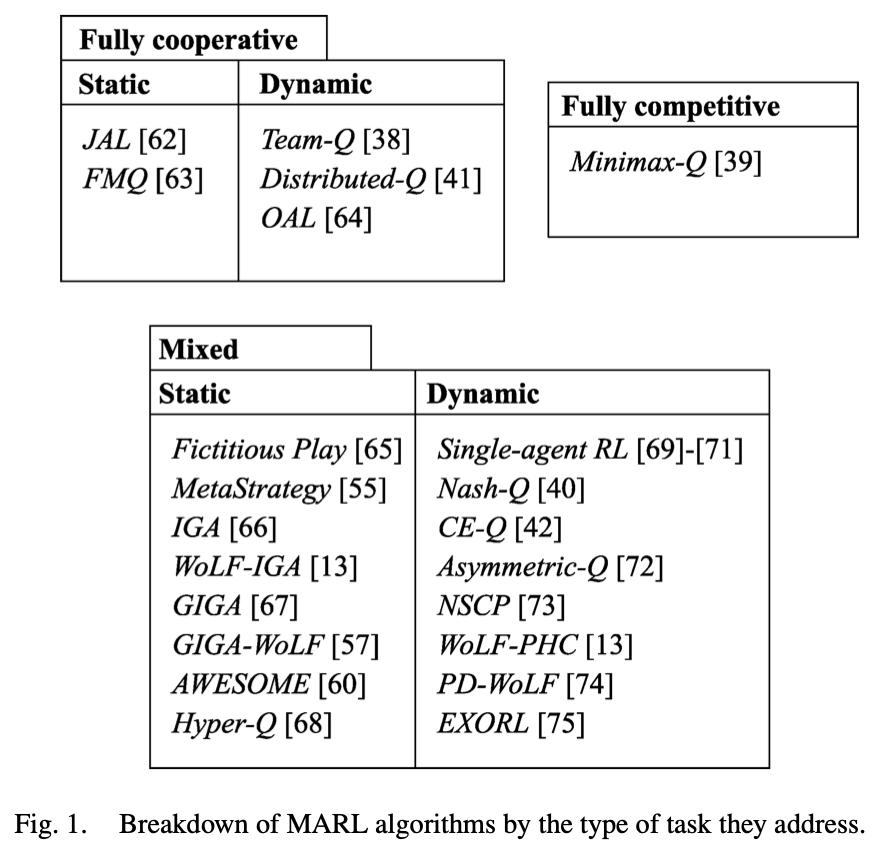 Fully cooperative
Static
JAL [62]
FMQ [63]
Dynamic
Team-Q [38]
Distributed-Q [41]
OAL [64]
Fully competitive
Minimax-Q [39]
Mixed
Static
Fictitious Play [65]
MetaStrategy [55]
IGA [66]
WoLF-IGA [13]
GIGA [67]
GIGA-WoLF [57]
AWESOME [60]
Hyper-Q [68]
Dynamic
Single-agent RL [69]-[71]
Nash-Q [40]
CE-Q [42]
Asymmetric-Q [72]
NSCP [73]
WoLF-PHC [13]
PD-WoLF [74]
EXORL [75]
Fig. 1. Breakdown of MARL algorithms by the type of task they address.